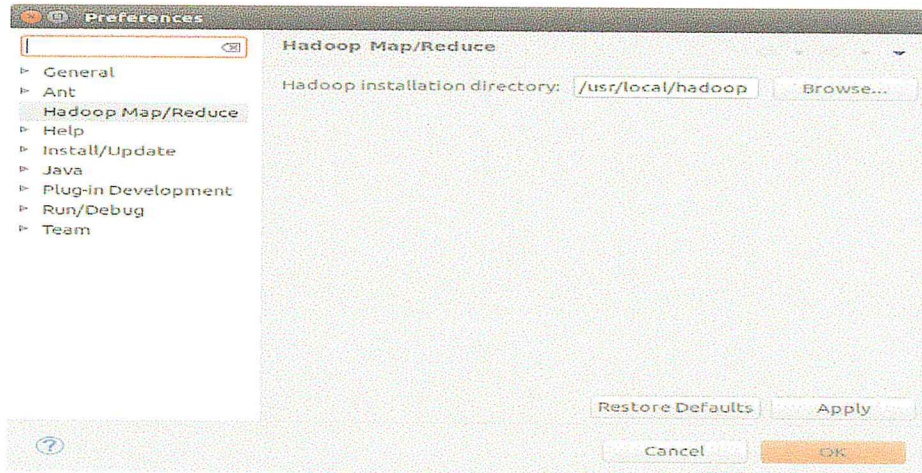 Preferences
Hadoop Map/Reduce
General
Ant
Hadoop Map/Reduce
Help
Install/Update
Java
Plug-in Development
Run/Debug
Team
Hadoop installation directory: /usr/local/hadoop Browse...
Restore Defaults Apply
? Cancel OK